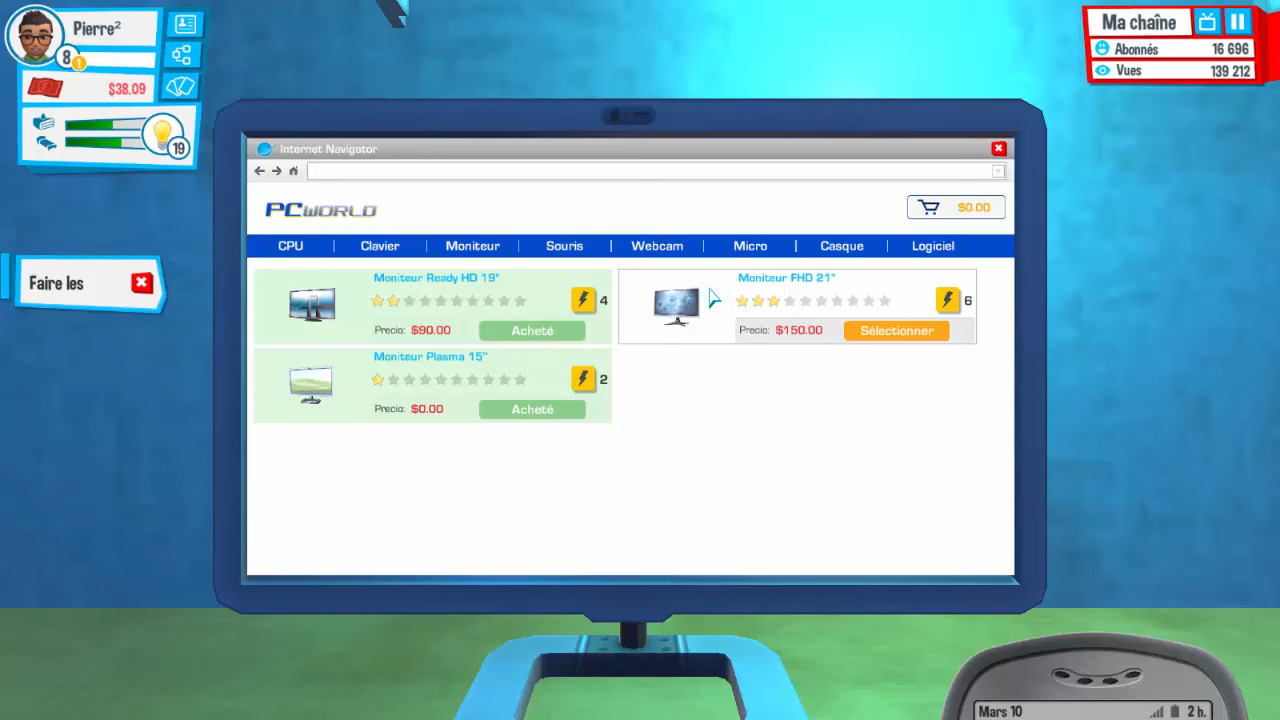 Pierre²
8
1
$38.09
19
Ma chaîne
Abonnés 16 696
Vues 139 212
Faire les
Internet Navigator
PCWORLD
$0.00
CPU Clavier Moniteur Souris Webcam Micro Casque Logiciel
Moniteur Ready HD 19"
4
Precio: $90.00 Acheté
Moniteur FHD 21"
6
Precio: $150.00 Sélectionner
Moniteur Plasma 15"
2
Precio: $0.00 Acheté
Mars 10 2 h.